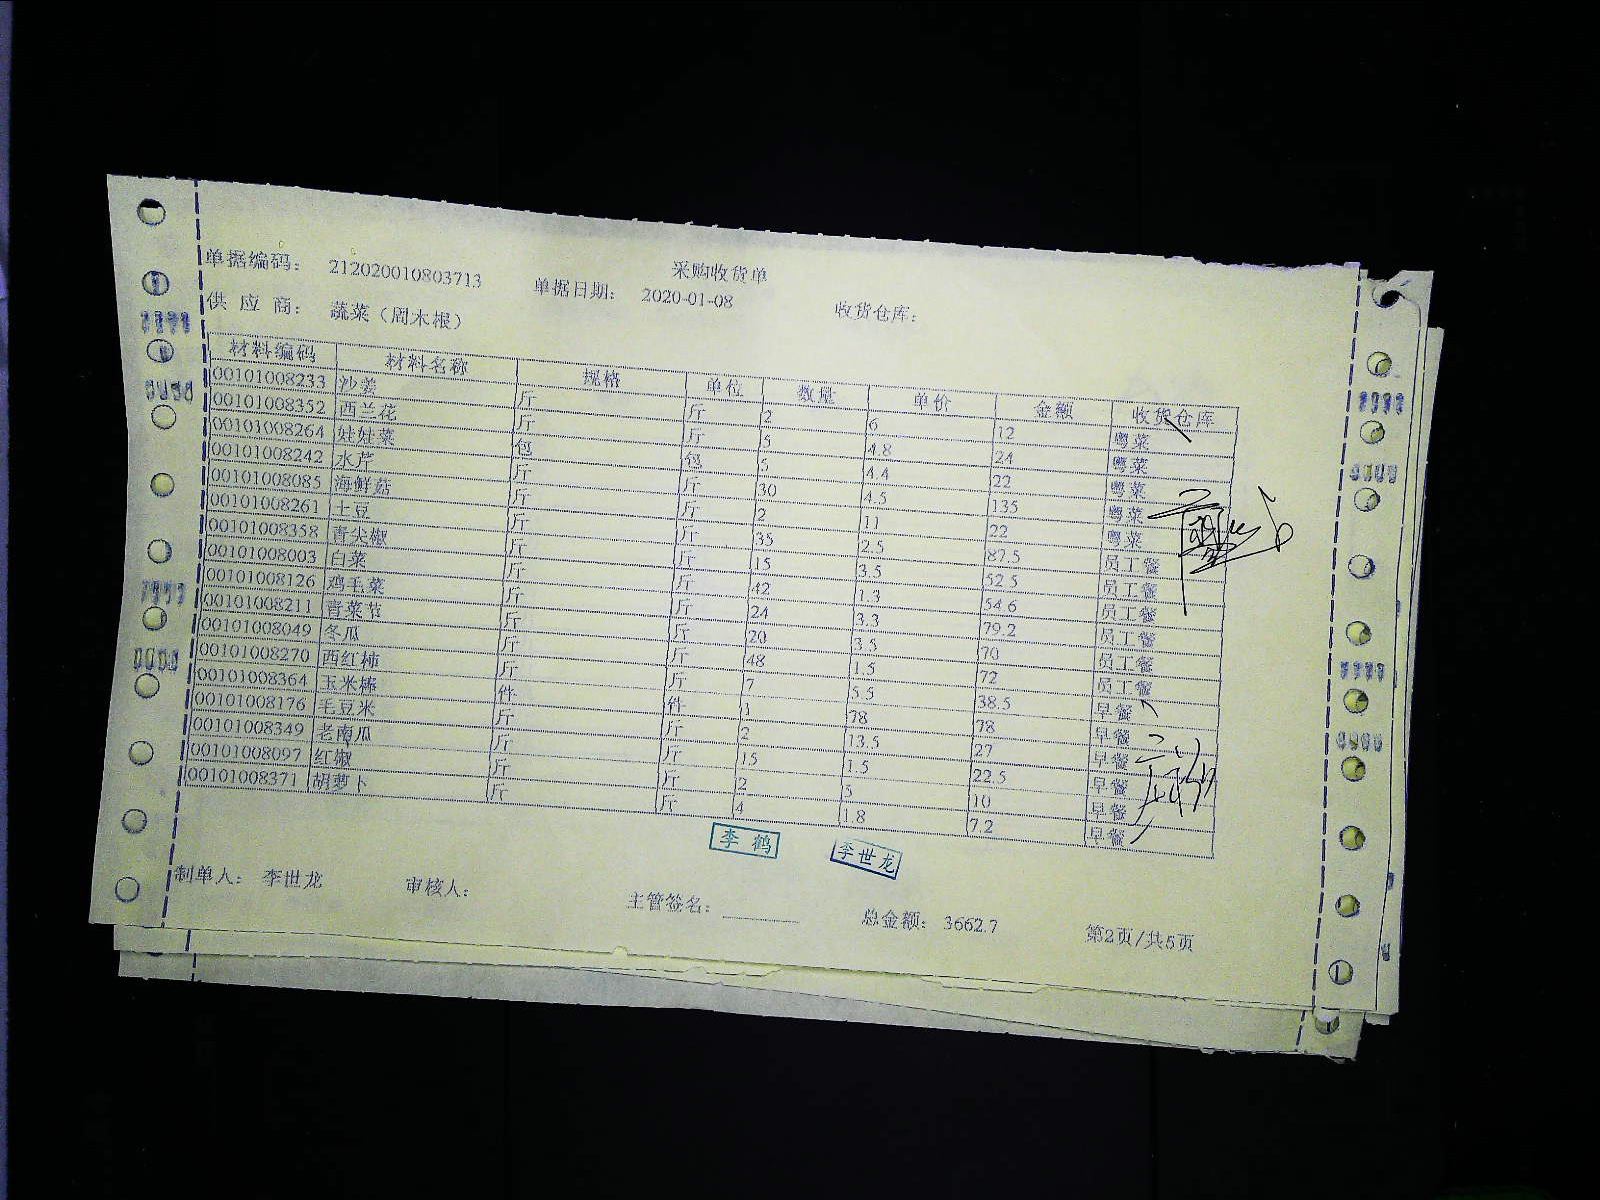 采购收货单
单据编码： 212020010803713 单据日期： 2020-01-08 收货仓库：
供 应 商： 蔬菜（周木根）
材料编码 材料名称 规格 单位 数量 单价 金额 收货仓库
00101008233 沙姜 斤 斤 2 6 12 粤菜
00101008352 西兰花 斤 斤 5 4.8 24 粤菜
00101008264 娃娃菜 包 包 5 4.4 22 粤菜
00101008242 水芹 斤 斤 30 4.5 135 粤菜
00101008085 海鲜菇 斤 斤 2 11 22 粤菜
00101008261 土豆 斤 斤 35 2.5 87.5 员工餐
00101008358 青尖椒 斤 斤 15 3.5 52.5 员工餐
00101008003 白菜 斤 斤 42 1.3 54.6 员工餐
00101008126 鸡毛菜 斤 斤 24 3.3 79.2 员工餐
00101008211 青菜节 斤 斤 20 3.5 70 员工餐
00101008049 冬瓜 斤 斤 48 1.5 72 员工餐
00101008270 西红柿 斤 斤 7 5.5 38.5 早餐
00101008364 玉米棒 件 件 1 78 78 早餐
00101008176 毛豆米 斤 斤 2 13.5 27 早餐
00101008349 老南瓜 斤 斤 15 1.5 22.5 早餐
00101008097 红椒 斤 斤 2 5 10 早餐
00101008371 胡萝卜 斤 斤 4 1.8 7.2 早餐
李鹤 李世龙
制单人： 李世龙 审核人： 主管签名： 总金额： 3662.7 第2页/共5页